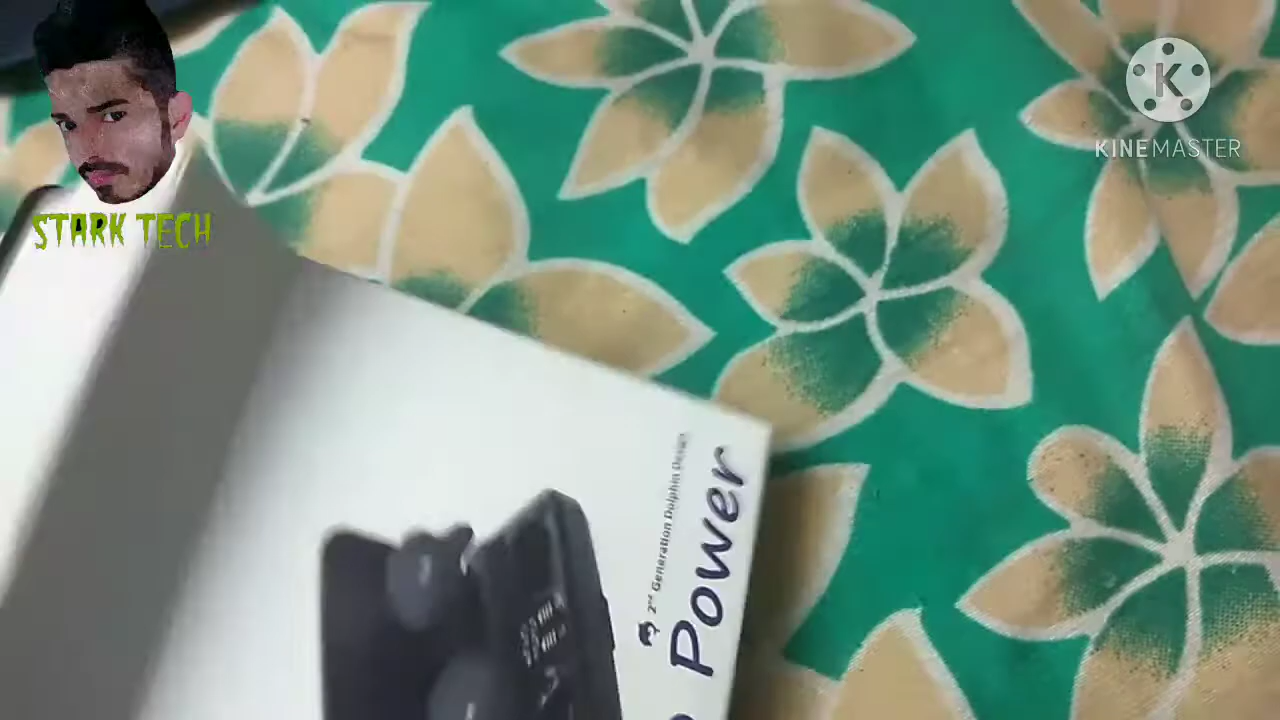 STARK TECH
K
KINEMASTER
2nd Generation Dolphin Design
Power